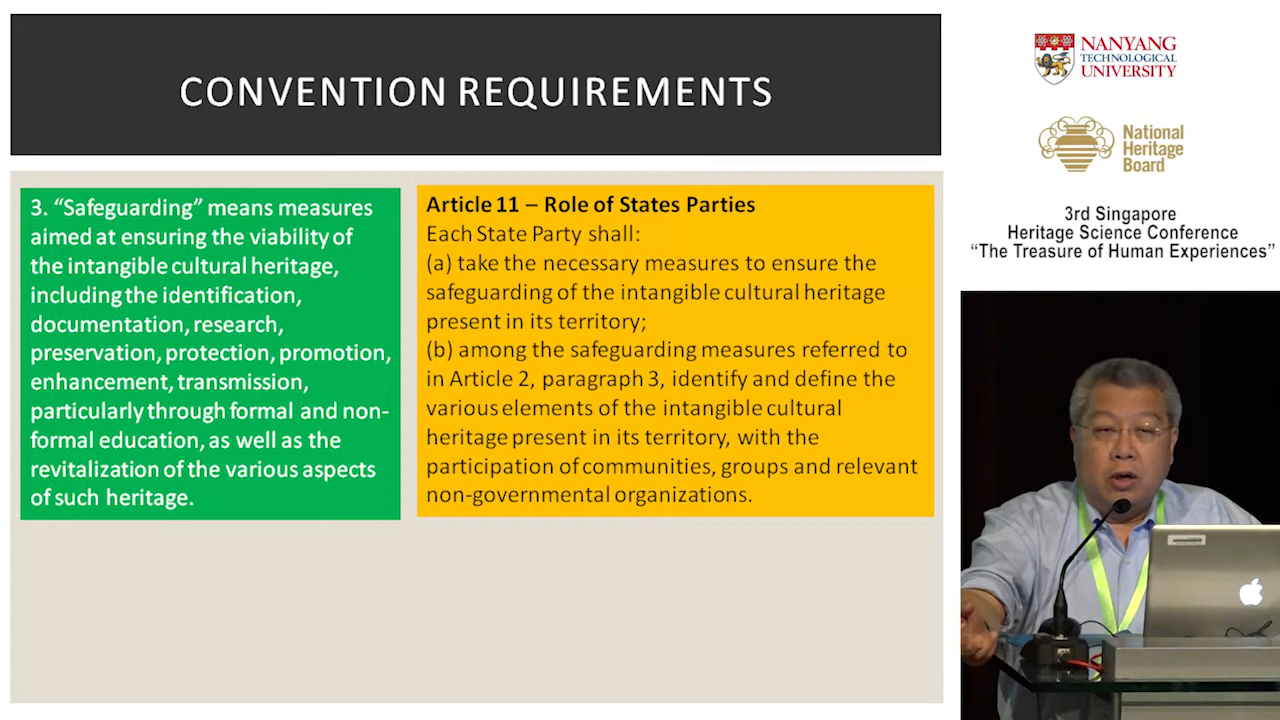 CONVENTION REQUIREMENTS
3. “Safeguarding” means measures
aimed at ensuring the viability of
the intangible cultural heritage,
including the identification,
documentation, research,
preservation, protection, promotion,
enhancement, transmission,
particularly through formal and non-
formal education, as well as the
revitalization of the various aspects
of such heritage.
Article 11 – Role of States Parties
Each State Party shall:
(a) take the necessary measures to ensure the
safeguarding of the intangible cultural heritage
present in its territory;
(b) among the safeguarding measures referred to
in Article 2, paragraph 3, identify and define the
various elements of the intangible cultural
heritage present in its territory, with the
participation of communities, groups and relevant
non-governmental organizations.
NANYANG
TECHNOLOGICAL
UNIVERSITY
National
Heritage
Board
3rd Singapore
Heritage Science Conference
“The Treasure of Human Experiences”